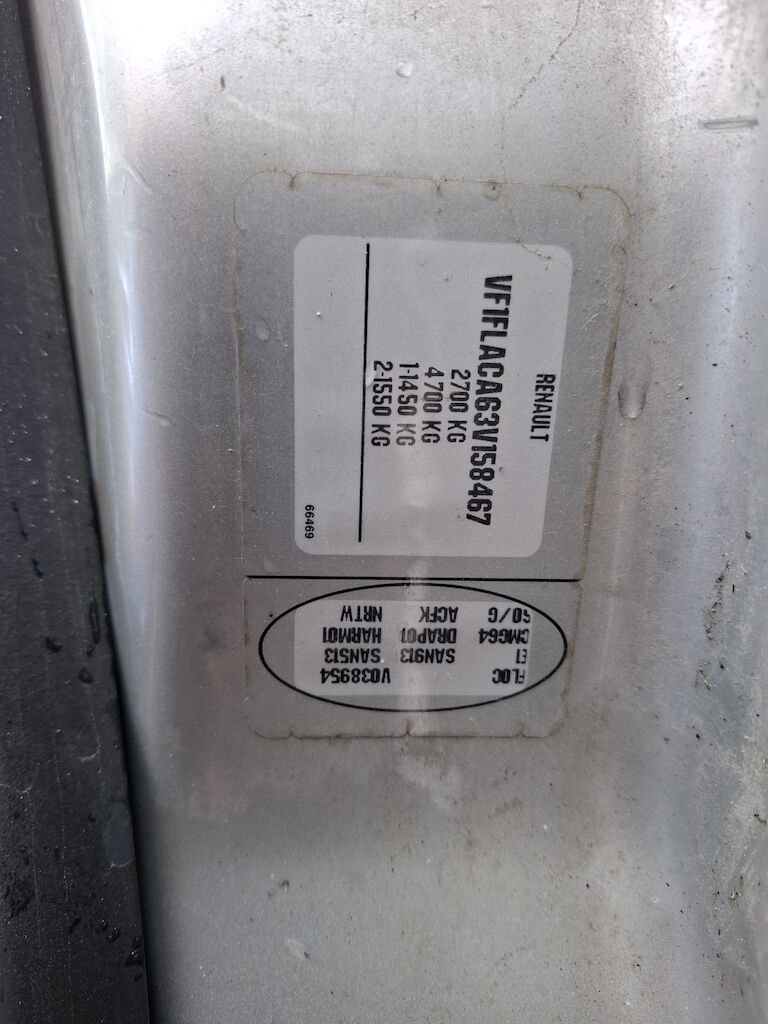 RENAULT
VF1FLACA63V158467
2700 KG
4700 KG
1-1450 KG
2-1550 KG
66469
FLOC V038954
E1 SAN913 SAN513
CMG64 DRAP01 HARM01
SO/G ACFK NRTW